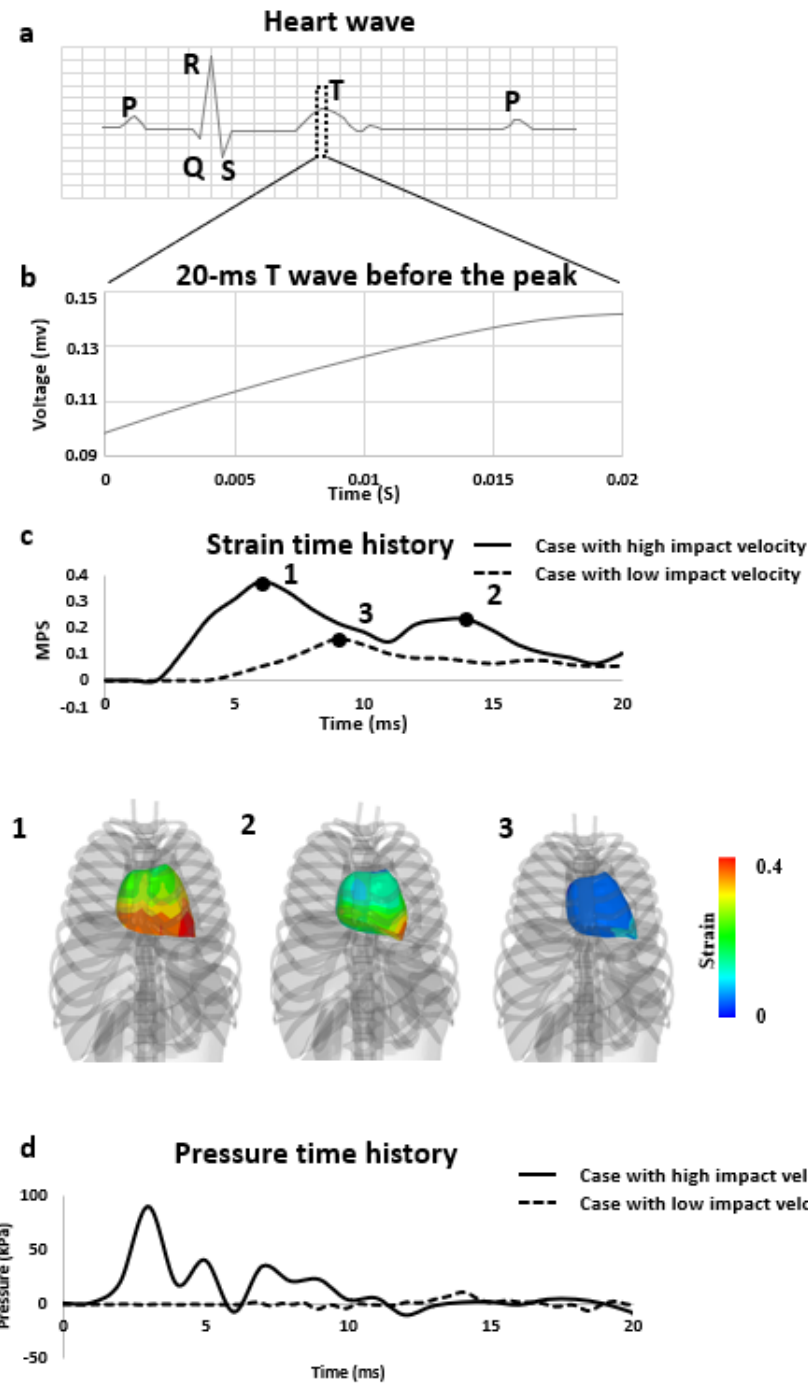 a
Heart wave
R
P
T
P
Q
S
b
20-ms T wave before the peak
Voltage (mv)
0.15
0.13
0.11
0.09
0
0.005
0.01
0.015
0.02
Time (S)
c
Strain time history
Case with high impact velocity
Case with low impact velocity
MPS
0.4
0.3
0.2
0.1
0
-0.1
1
3
2
0
5
10
15
20
Time (ms)
1
2
3
Strain
0.4
0
d
Pressure time history
Case with high impact vel
Case with low impact velo
Pressure (kPa)
100
50
0
-50
0
5
10
15
20
Time (ms)